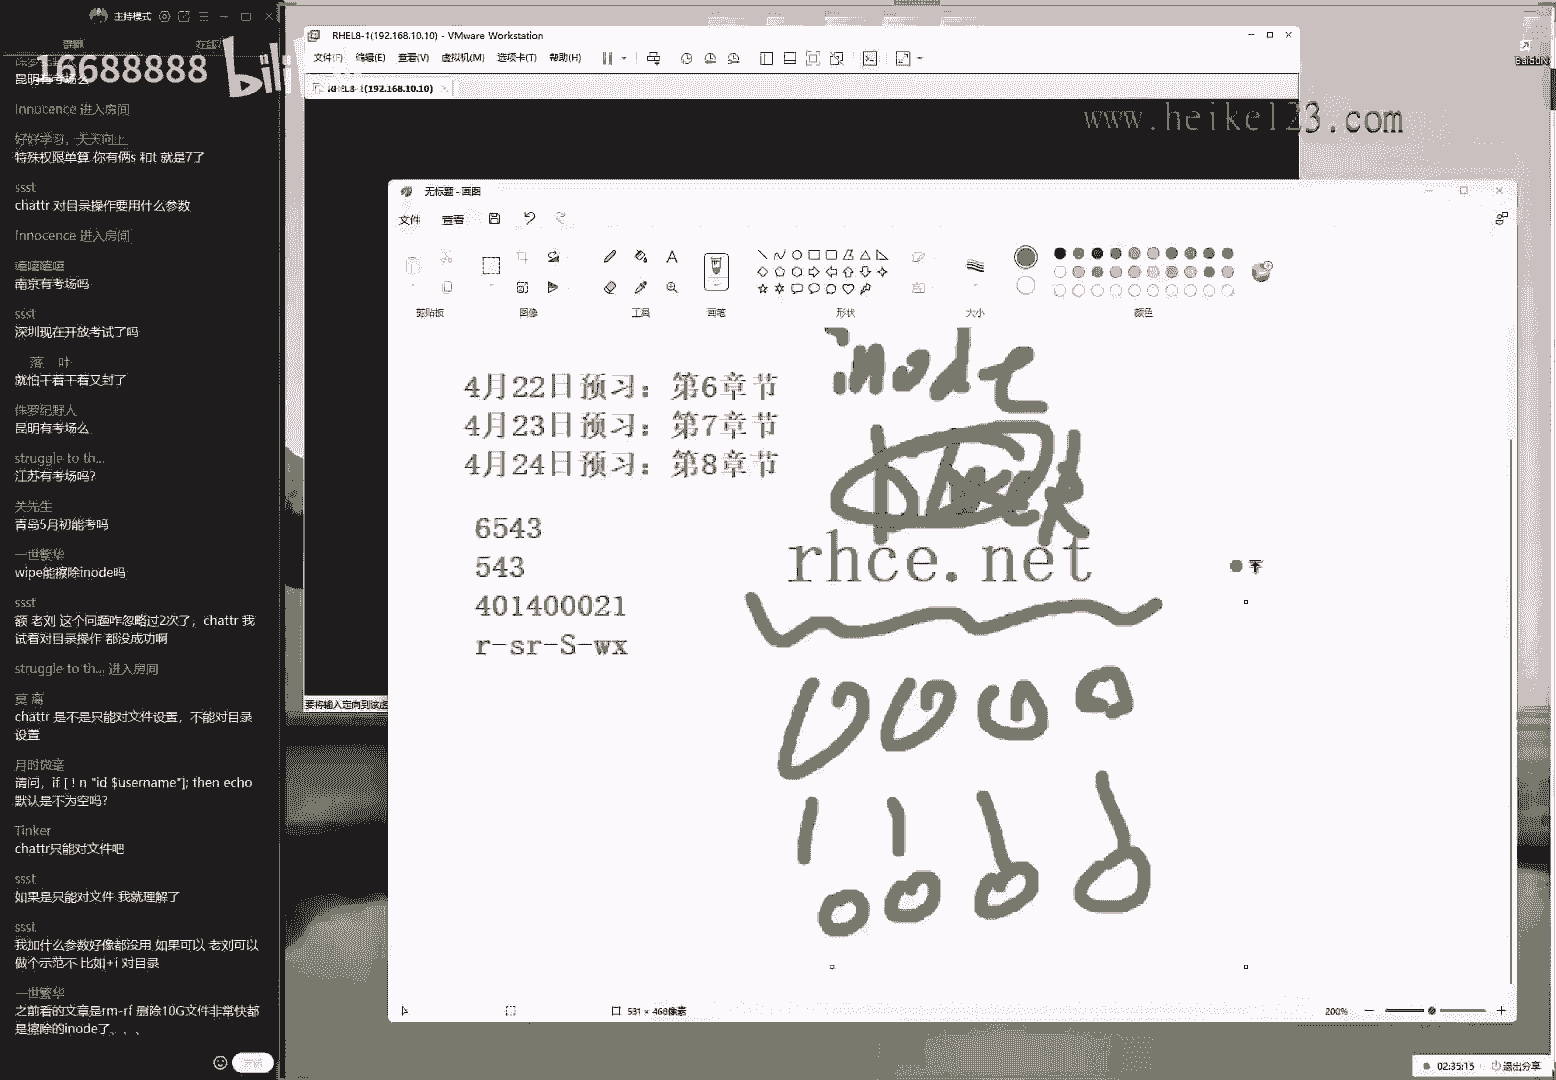 主持模式
16688888
bili
昆明有考场么
Innocence 进入房间
好好学习，天天向上
特殊权限单算 你有俩s 和t 就是7了
ssst
chattr 对目录操作要用什么参数
Innocence 进入房间
嘻嘻嘻嘻
南京有考场吗
ssst
深圳现在开放考试了吗
落 叶
就怕干着干着又封了
侏罗纪野人
昆明有考场么
struggle to th...
江苏有考场吗?
关先生
青岛5月初能考吗
一世繁华
wipe能擦除inode吗
ssst
额 老刘 这个问题咋忽略过2次了，chattr 我
试着对目录操作 都没成功啊
struggle to th... 进入房间
莫 离
chattr 是不是只能对文件设置，不能对目录
设置
请问，if [ ! n "id $username"]; then echo
默认是不为空吗?
Tinker
chattr只能对文件吧
ssst
如果是只能对文件 我就理解了
ssst
我加什么参数好像都没用 如果可以 老刘可以
做个示范不 比如+i 对目录
一世繁华
之前看的文章是rm-rf 删除10G文件非常快都
是擦除的inode了、、、
RHEL8-1(192.168.10.10) - VMware Workstation
文件(F) 编辑(E) 查看(V) 虚拟机(M) 选项卡(T) 帮助(H)
RHEL8-1(192.168.10.10)
www.heike123.com
无标题 - 画图
文件 查看
剪贴板 图像 工具 画笔 形状 大小 颜色
4月22日预习：第6章节
4月23日预习：第7章节
4月24日预习：第8章节
6543
543
401400021
r-sr-S-wx
inode
block
rhce.net
要将输入定向到该虚
531 × 468像素
200%
02:35:15 退出分享